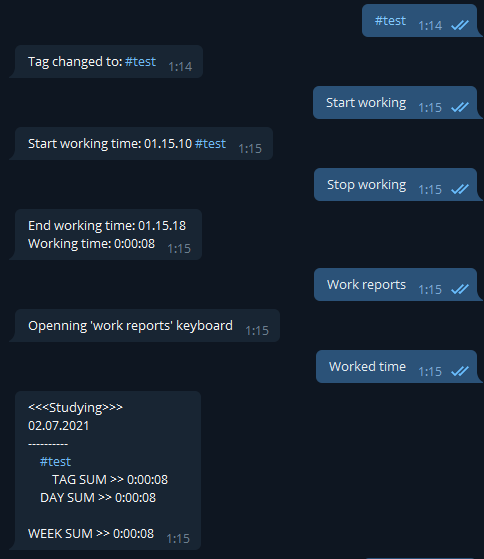 #test 1:14
Tag changed to: #test 1:14
Start working 1:15
Start working time: 01.15.10 #test 1:15
Stop working 1:15
End working time: 01.15.18
Working time: 0:00:08 1:15
Work reports 1:15
Openning 'work reports' keyboard 1:15
Worked time 1:15
<<<Studying>>>
02.07.2021
----------
#test
TAG SUM >> 0:00:08
DAY SUM >> 0:00:08
WEEK SUM >> 0:00:08 1:15